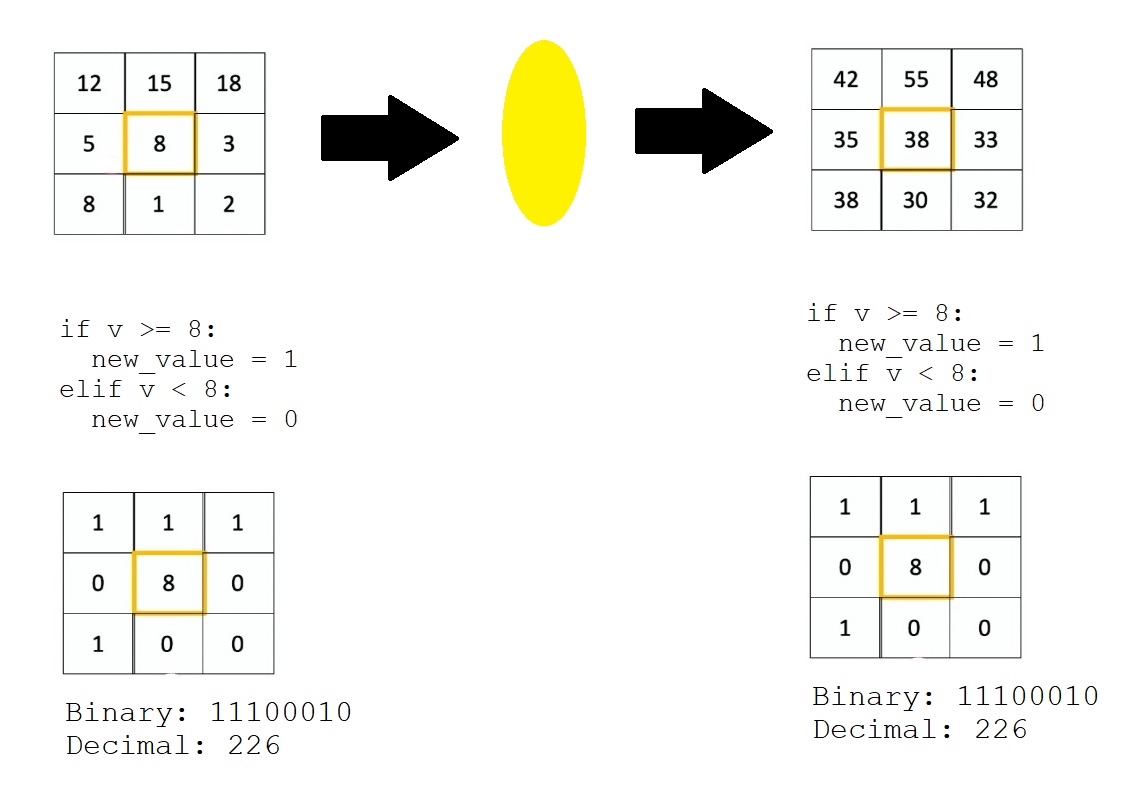 12 15 18
5 8 3
8 1 2
42 55 48
35 38 33
38 30 32
if v >= 8:
new_value = 1
elif v < 8:
new_value = 0
if v >= 8:
new_value = 1
elif v < 8:
new_value = 0
1 1 1
0 8 0
1 0 0
Binary: 11100010
Decimal: 226
1 1 1
0 8 0
1 0 0
Binary: 11100010
Decimal: 226